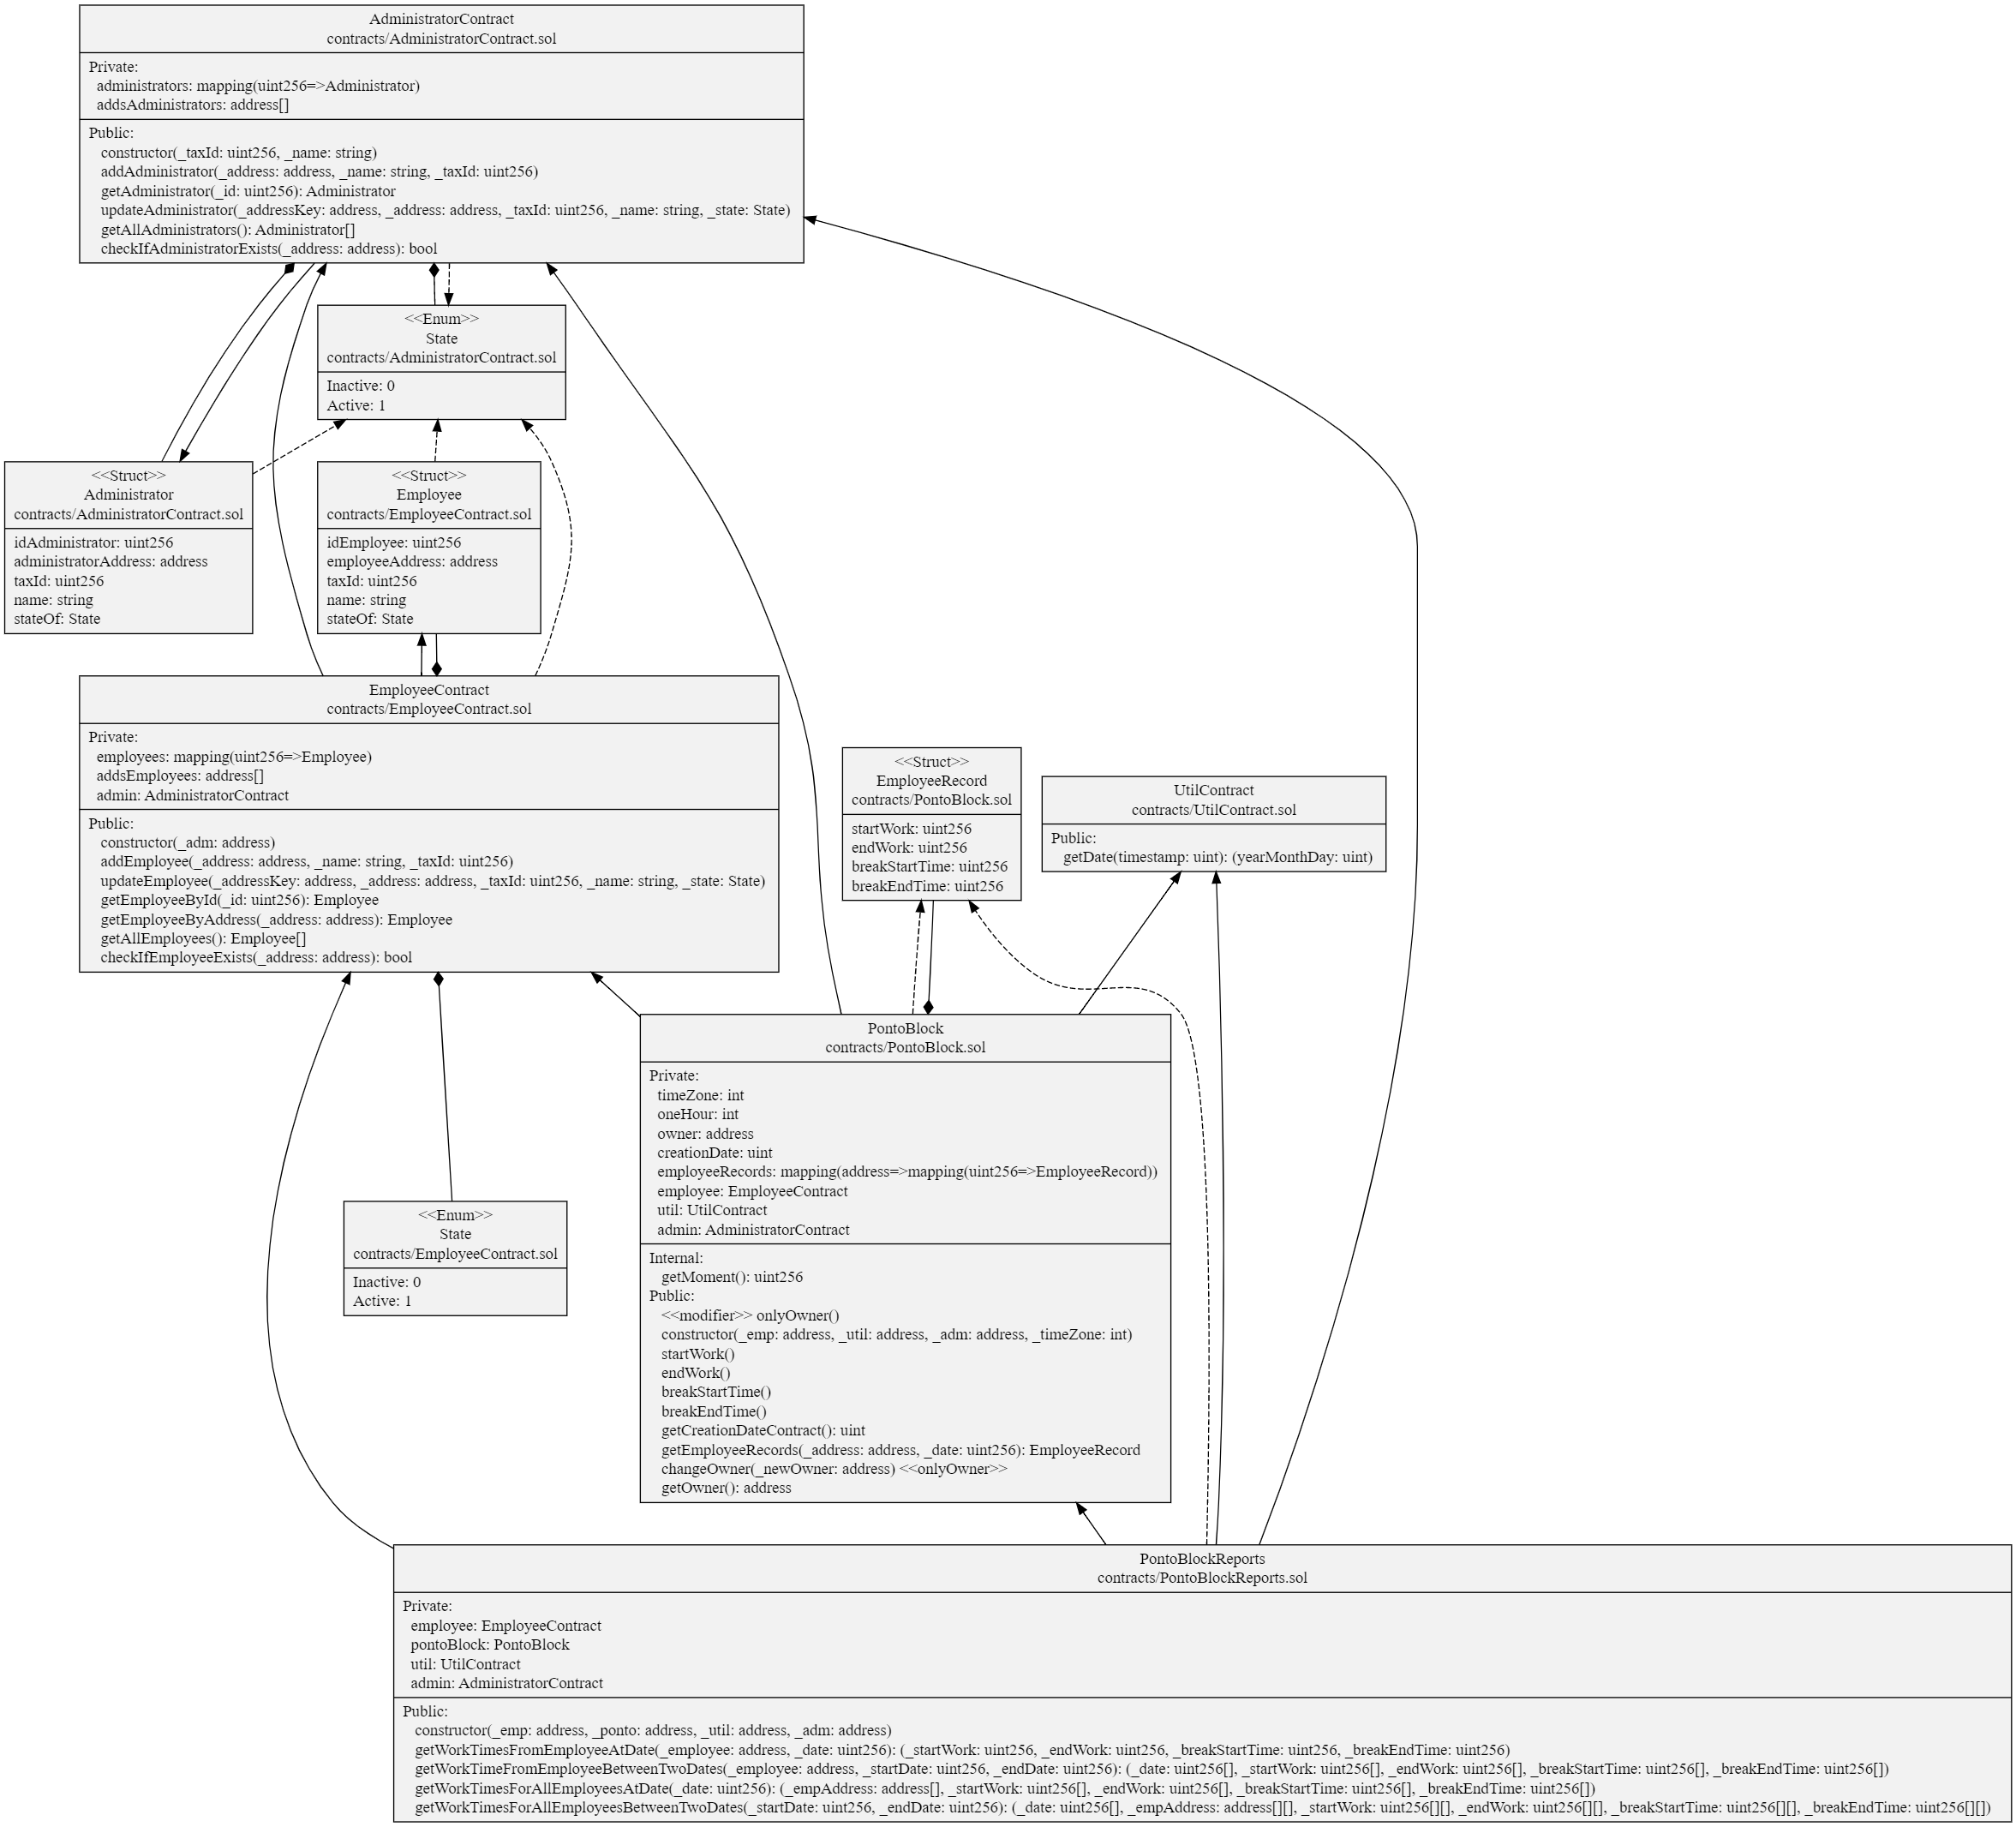 AdministratorContract
contracts/AdministratorContract.sol
Private:
administrators: mapping(uint256=>Administrator)
addsAdministrators: address[]
Public:
constructor(_taxId: uint256, _name: string)
addAdministrator(_address: address, _name: string, _taxId: uint256)
getAdministrator(_id: uint256): Administrator
updateAdministrator(_addressKey: address, _address: address, _taxId: uint256, _name: string, _state: State)
getAllAdministrators(): Administrator[]
checkIfAdministratorExists(_address: address): bool
<<Enum>>
State
contracts/AdministratorContract.sol
Inactive: 0
Active: 1
<<Struct>>
Administrator
contracts/AdministratorContract.sol
idAdministrator: uint256
administratorAddress: address
taxId: uint256
name: string
stateOf: State
<<Struct>>
Employee
contracts/EmployeeContract.sol
idEmployee: uint256
employeeAddress: address
taxId: uint256
name: string
stateOf: State
EmployeeContract
contracts/EmployeeContract.sol
Private:
employees: mapping(uint256=>Employee)
addsEmployees: address[]
admin: AdministratorContract
Public:
constructor(_adm: address)
addEmployee(_address: address, _name: string, _taxId: uint256)
updateEmployee(_addressKey: address, _address: address, _taxId: uint256, _name: string, _state: State)
getEmployeeById(_id: uint256): Employee
getEmployeeByAddress(_address: address): Employee
getAllEmployees(): Employee[]
checkIfEmployeeExists(_address: address): bool
<<Struct>>
EmployeeRecord
contracts/PontoBlock.sol
startWork: uint256
endWork: uint256
breakStartTime: uint256
breakEndTime: uint256
UtilContract
contracts/UtilContract.sol
Public:
getDate(timestamp: uint): (yearMonthDay: uint)
PontoBlock
contracts/PontoBlock.sol
Private:
timeZone: int
oneHour: int
owner: address
creationDate: uint
employeeRecords: mapping(address=>mapping(uint256=>EmployeeRecord))
employee: EmployeeContract
util: UtilContract
admin: AdministratorContract
Internal:
getMoment(): uint256
Public:
<<modifier>> onlyOwner()
constructor(_emp: address, _util: address, _adm: address, _timeZone: int)
startWork()
endWork()
breakStartTime()
breakEndTime()
getCreationDateContract(): uint
getEmployeeRecords(_address: address, _date: uint256): EmployeeRecord
changeOwner(_newOwner: address) <<onlyOwner>>
getOwner(): address
<<Enum>>
State
contracts/EmployeeContract.sol
Inactive: 0
Active: 1
PontoBlockReports
contracts/PontoBlockReports.sol
Private:
employee: EmployeeContract
pontoBlock: PontoBlock
util: UtilContract
admin: AdministratorContract
Public:
constructor(_emp: address, _ponto: address, _util: address, _adm: address)
getWorkTimesFromEmployeeAtDate(_employee: address, _date: uint256): (_startWork: uint256, _endWork: uint256, _breakStartTime: uint256, _breakEndTime: uint256)
getWorkTimeFromEmployeeBetweenTwoDates(_employee: address, _startDate: uint256, _endDate: uint256): (_date: uint256[], _startWork: uint256[], _endWork: uint256[], _breakStartTime: uint256[], _breakEndTime: uint256[])
getWorkTimesForAllEmployeesAtDate(_date: uint256): (_empAddress: address[], _startWork: uint256[], _endWork: uint256[], _breakStartTime: uint256[], _breakEndTime: uint256[])
getWorkTimesForAllEmployeesBetweenTwoDates(_startDate: uint256, _endDate: uint256): (_date: uint256[], _empAddress: address[][], _startWork: uint256[][], _endWork: uint256[][], _breakStartTime: uint256[][], _breakEndTime: uint256[][])